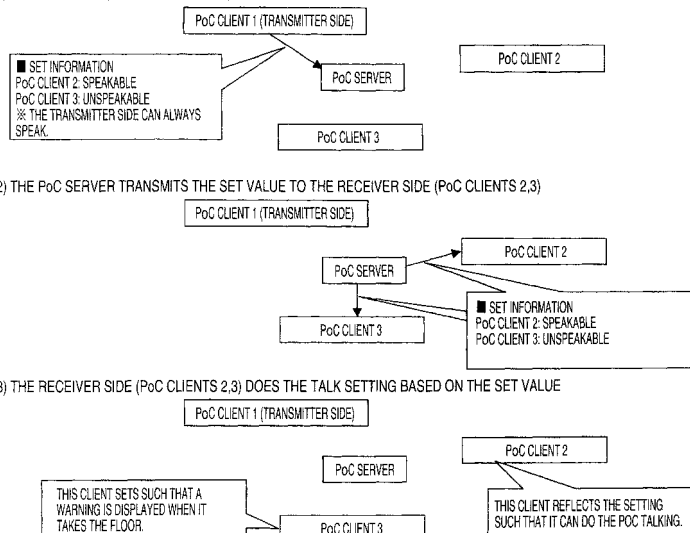 PoC CLIENT 1 (TRANSMITTER SIDE)
■ SET INFORMATION
PoC CLIENT 2: SPEAKABLE
PoC CLIENT 3: UNSPEAKABLE
※ THE TRANSMITTER SIDE CAN ALWAYS
SPEAK.
PoC SERVER
PoC CLIENT 2
PoC CLIENT 3
2) THE PoC SERVER TRANSMITS THE SET VALUE TO THE RECEIVER SIDE (PoC CLIENTS 2,3)
PoC CLIENT 1 (TRANSMITTER SIDE)
PoC CLIENT 2
PoC SERVER
■ SET INFORMATION
PoC CLIENT 2: SPEAKABLE
PoC CLIENT 3: UNSPEAKABLE
PoC CLIENT 3
3) THE RECEIVER SIDE (PoC CLIENTS 2,3) DOES THE TALK SETTING BASED ON THE SET VALUE
PoC CLIENT 1 (TRANSMITTER SIDE)
PoC CLIENT 2
PoC SERVER
THIS CLIENT SETS SUCH THAT A
WARNING IS DISPLAYED WHEN IT
TAKES THE FLOOR.
THIS CLIENT REFLECTS THE SETTING
SUCH THAT IT CAN DO THE POC TALKING.
PoC CLIENT 3